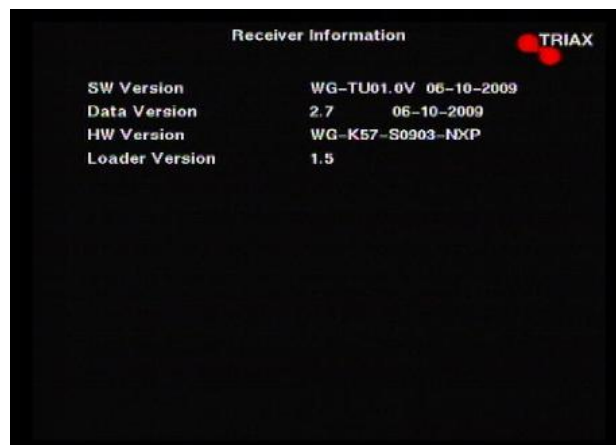 Receiver Information
TRIAX
SW Version WG-TU01.0V 06-10-2009
Data Version 2.7 06-10-2009
HW Version WG-K57-S0903-NXP
Loader Version 1.5